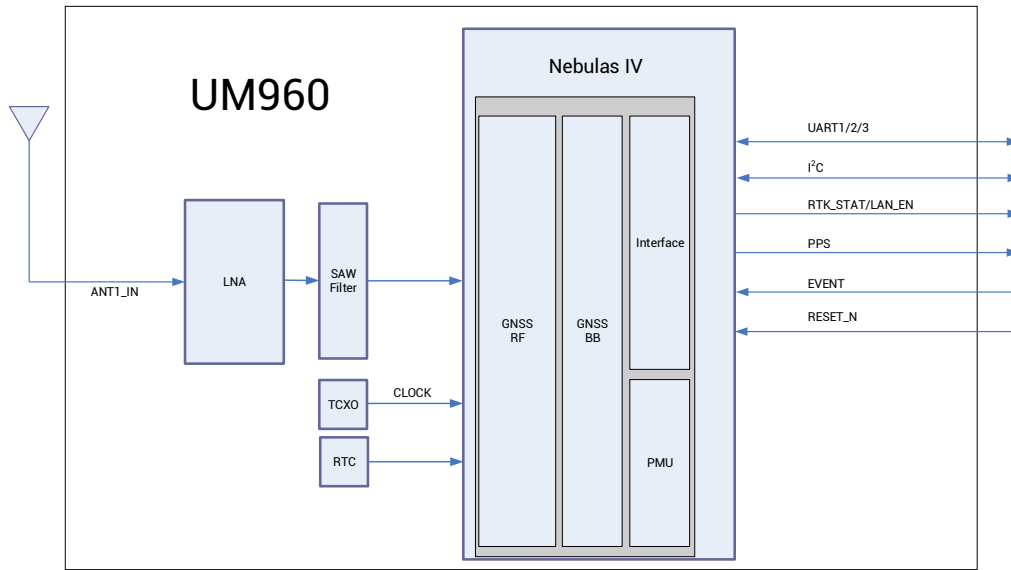 Nebulas IV
UM960
UART1/2/3
I²C
RTK_STAT/LAN_EN
Interface
PPS
SAW
Filter
LNA
EVENT
ANT1_IN
RESET_N
GNSS
RF
GNSS
BB
CLOCK
TCXO
RTC
PMU